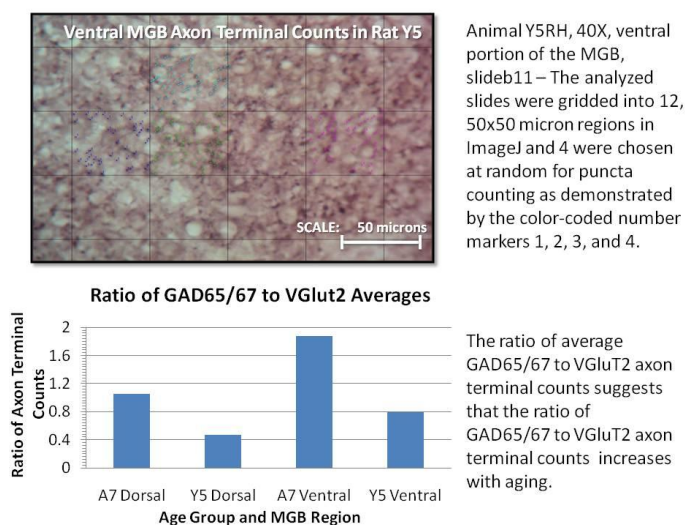 Ventral MGB Axon Terminal Counts in Rat Y5
SCALE: 50 microns
Animal Y5RH, 40X, ventral
portion of the MGB,
slideb11 – The analyzed
slides were gridded into 12,
50x50 micron regions in
ImageJ and 4 were chosen
at random for puncta
counting as demonstrated
by the color-coded number
markers 1, 2, 3, and 4.
Ratio of GAD65/67 to VGlut2 Averages
Ratio of Axon Terminal
Counts
2
1.6
1.2
0.8
0.4
0
A7 Dorsal
Y5 Dorsal
A7 Ventral
Y5 Ventral
Age Group and MGB Region
The ratio of average
GAD65/67 to VGluT2 axon
terminal counts suggests
that the ratio of
GAD65/67 to VGluT2 axon
terminal counts increases
with aging.